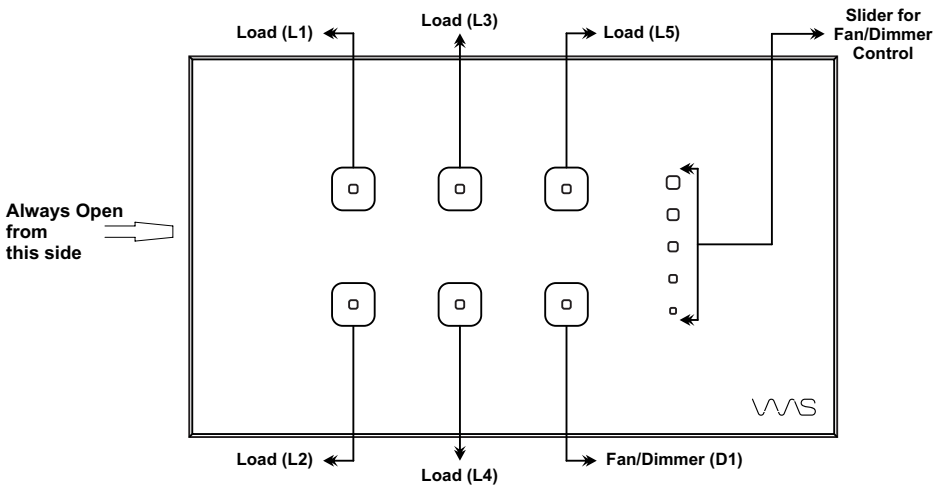 Load (L1)
Load (L3)
Load (L5)
Slider for
Fan/Dimmer
Control
Always Open
from
this side
Load (L2)
Load (L4)
Fan/Dimmer (D1)